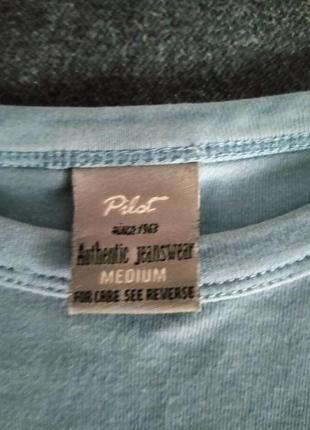 Pilot
since 1963
Authentic jeanswear
MEDIUM
FOR CARE SEE REVERSE